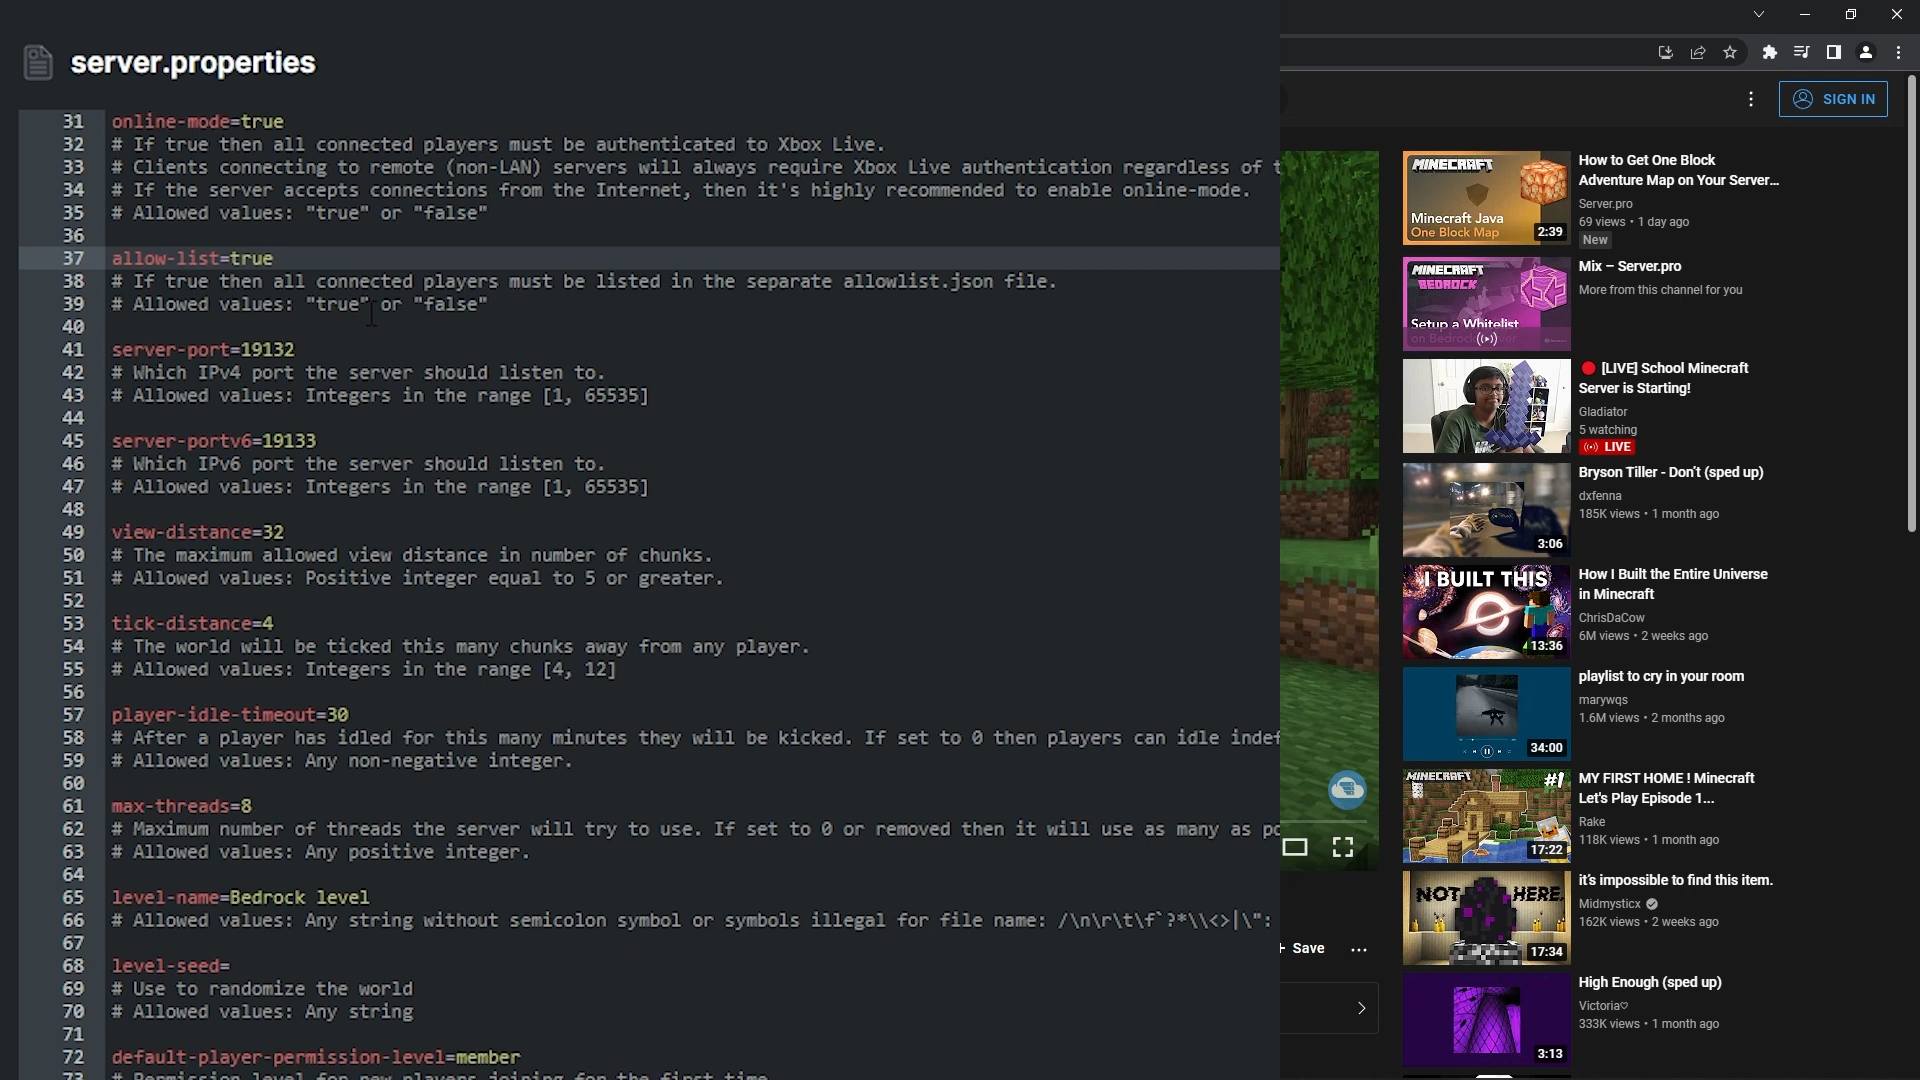 server.properties
31 online-mode=true
32 # If true then all connected players must be authenticated to Xbox Live.
33 # Clients connecting to remote (non-LAN) servers will always require Xbox Live authentication regardless of
34 # If the server accepts connections from the Internet, then it's highly recommended to enable online-mode.
35 # Allowed values: "true" or "false"
36
37 allow-list=true
38 # If true then all connected players must be listed in the separate allowlist.json file.
39 # Allowed values: "true" or "false"
40
41 server-port=19132
42 # Which IPv4 port the server should listen to.
43 # Allowed values: Integers in the range [1, 65535]
44
45 server-portv6=19133
46 # Which IPv6 port the server should listen to.
47 # Allowed values: Integers in the range [1, 65535]
48
49 view-distance=32
50 # The maximum allowed view distance in number of chunks.
51 # Allowed values: Positive integer equal to 5 or greater.
52
53 tick-distance=4
54 # The world will be ticked this many chunks away from any player.
55 # Allowed values: Integers in the range [4, 12]
56
57 player-idle-timeout=30
58 # After a player has idled for this many minutes they will be kicked. If set to 0 then players can idle indef
59 # Allowed values: Any non-negative integer.
60
61 max-threads=8
62 # Maximum number of threads the server will try to use. If set to 0 or removed then it will use as many as po
63 # Allowed values: Any positive integer.
64
65 level-name=Bedrock level
66 # Allowed values: Any string without semicolon symbol or symbols illegal for file name: /\n\r\t\f`?*\\<>|\":
67
68 level-seed=
69 # Use to randomize the world
70 # Allowed values: Any string
71
72 default-player-permission-level=member
73 # Permission level for new players joining for the first time
SIGN IN
MINECRAFT
Minecraft Java
One Block Map
2:39
How to Get One Block
Adventure Map on Your Server...
Server.pro
69 views • 1 day ago
New
MINECRAFT
BEDROCK
Setup a Whitelist
on Bedrock Server
Mix – Server.pro
More from this channel for you
[LIVE] School Minecraft
Server is Starting!
Gladiator
5 watching
LIVE
3:06
Bryson Tiller - Don't (sped up)
dxfenna
185K views • 1 month ago
I BUILT THIS
13:36
How I Built the Entire Universe
in Minecraft
ChrisDaCow
6M views • 2 weeks ago
34:00
playlist to cry in your room
marywqs
1.6M views • 2 months ago
MINECRAFT
#1
17:22
MY FIRST HOME ! Minecraft
Let's Play Episode 1...
Rake
118K views • 1 month ago
NOT HERE.
17:34
it's impossible to find this item.
Midmysticx
162K views • 2 weeks ago
3:13
High Enough (sped up)
Victoria♡
333K views • 1 month ago
Save